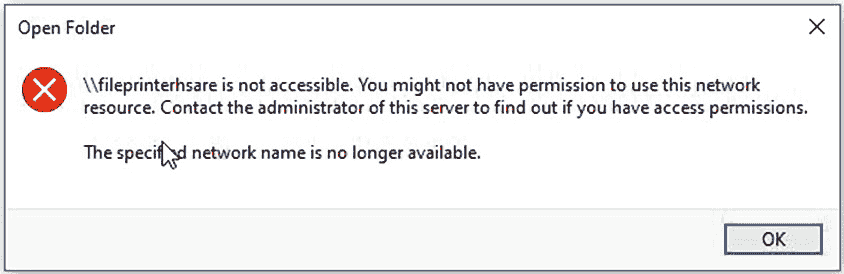 Open Folder
\\fileprinterhsare is not accessible. You might not have permission to use this network
resource. Contact the administrator of this server to find out if you have access permissions.
The specified network name is no longer available.
OK